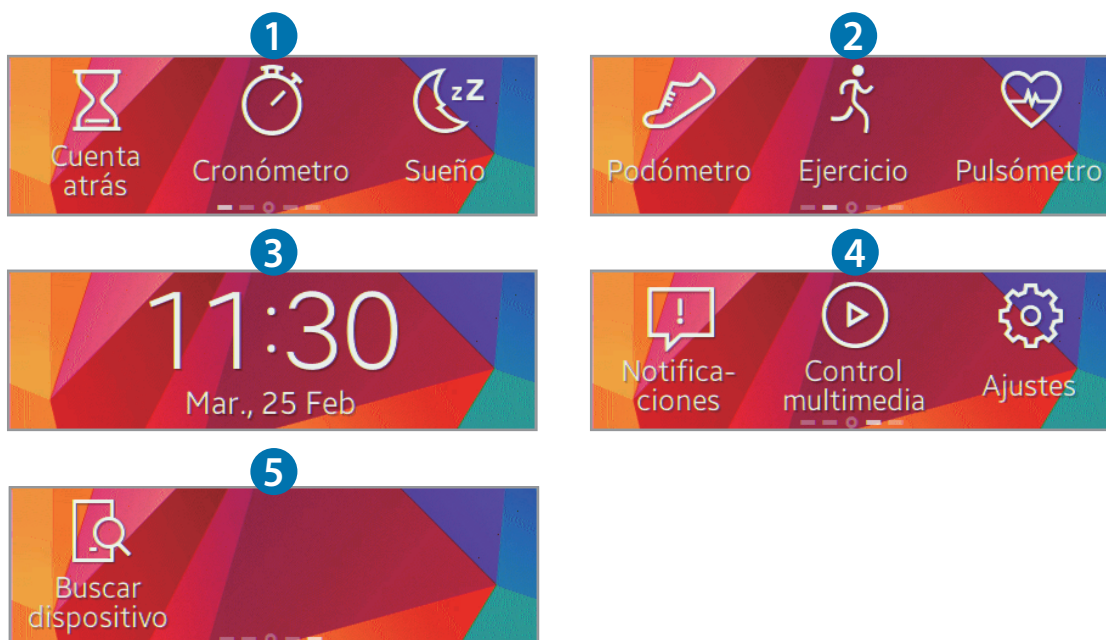 1
Cuenta
atrás
Cronómetro
Sueño
zZ
2
Podómetro
Ejercicio
Pulsómetro
3
11:30
Mar., 25 Feb
4
!
Notifica-
ciones
Control
multimedia
Ajustes
5
Buscar
dispositivo